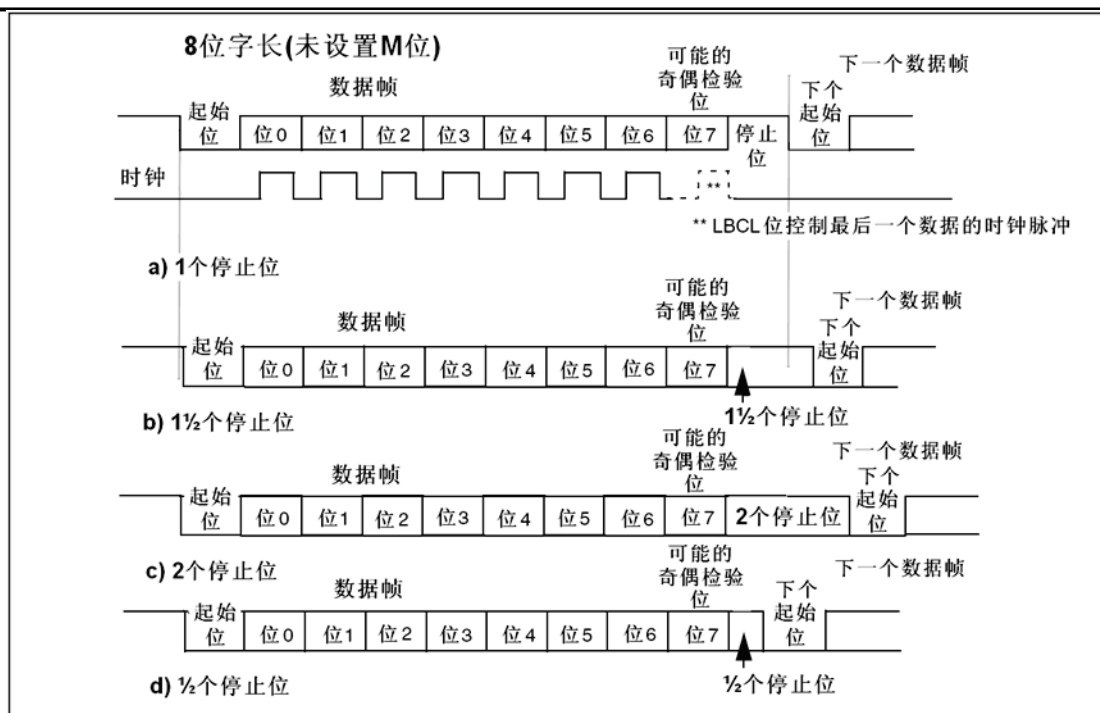 8位字长(未设置M位)
可能的
奇偶检验
位
下一个数据帧
数据帧
下个
起始
位
起始
位
位0
位1
位2
位3
位4
位5
位6
位7
停止
位
时钟
**
** LBCL位控制最后一个数据的时钟脉冲
a) 1个停止位
可能的
奇偶检验
位
下一个数据帧
数据帧
下个
起始
位
起始
位
位0
位1
位2
位3
位4
位5
位6
位7
b) 1½个停止位
1½个停止位
可能的
奇偶检验
位
下一个数据帧
数据帧
下个
起始
位
起始
位
位0
位1
位2
位3
位4
位5
位6
位7
2个停止位
c) 2个停止位
可能的
奇偶检验
位
下一个数据帧
数据帧
下个
起始
位
起始
位
位0
位1
位2
位3
位4
位5
位6
位7
d) ½个停止位
½个停止位